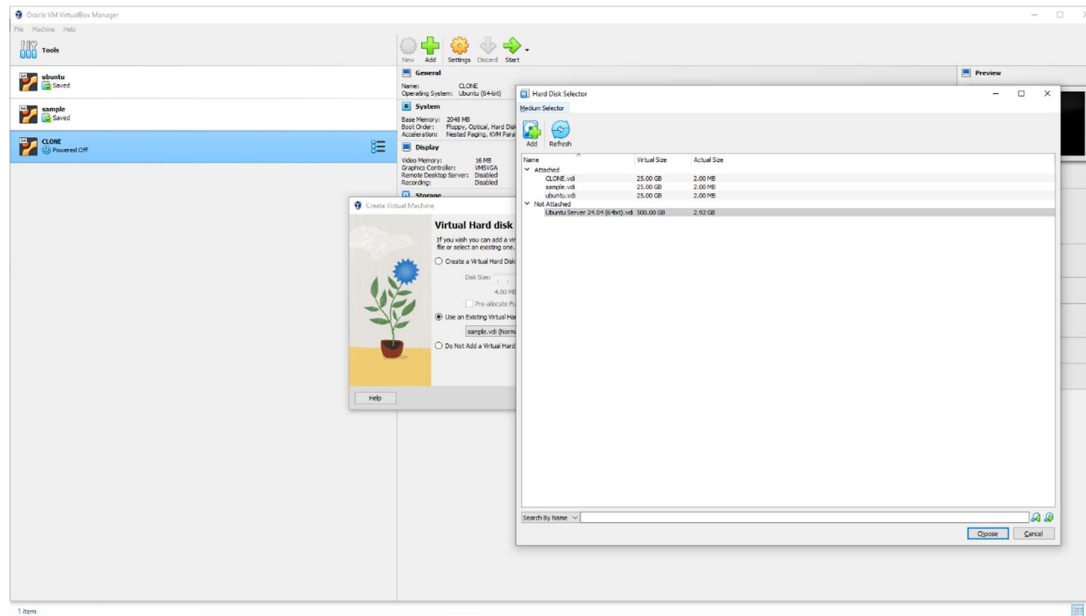 Oracle VM VirtualBox Manager
File Machine Help
Tools
New Add Settings Discard Start
ubuntu
Saved
sample
Saved
CLONE
Powered Off
General
Name: CLONE
Operating System: Ubuntu (64-bit)
System
Base Memory: 2048 MB
Boot Order: Floppy, Optical, Hard Disk
Acceleration: Nested Paging, KVM Para
Display
Video Memory: 16 MB
Graphics Controller: VMSVGA
Remote Desktop Server: Disabled
Recording: Disabled
Storage
Preview
Create Virtual Machine
Virtual Hard disk
If you wish you can add a vir
file or select an existing one.
Create a Virtual Hard Disk
Disk Size:
4.00 MB
Pre-allocate Fu
Use an Existing Virtual Har
sample.vdi (Norma
Do Not Add a Virtual Hard
Help
Hard Disk Selector
Medium Selector
Add Refresh
Name Virtual Size Actual Size
Attached
CLONE.vdi 25.00 GB 2.00 MB
sample.vdi 25.00 GB 2.00 MB
ubuntu.vdi 25.00 GB 2.00 MB
Not Attached
Ubuntu Server 24.04 (64bit).vdi 500.00 GB 2.92 GB
Search By Name
Choose Cancel
1 item